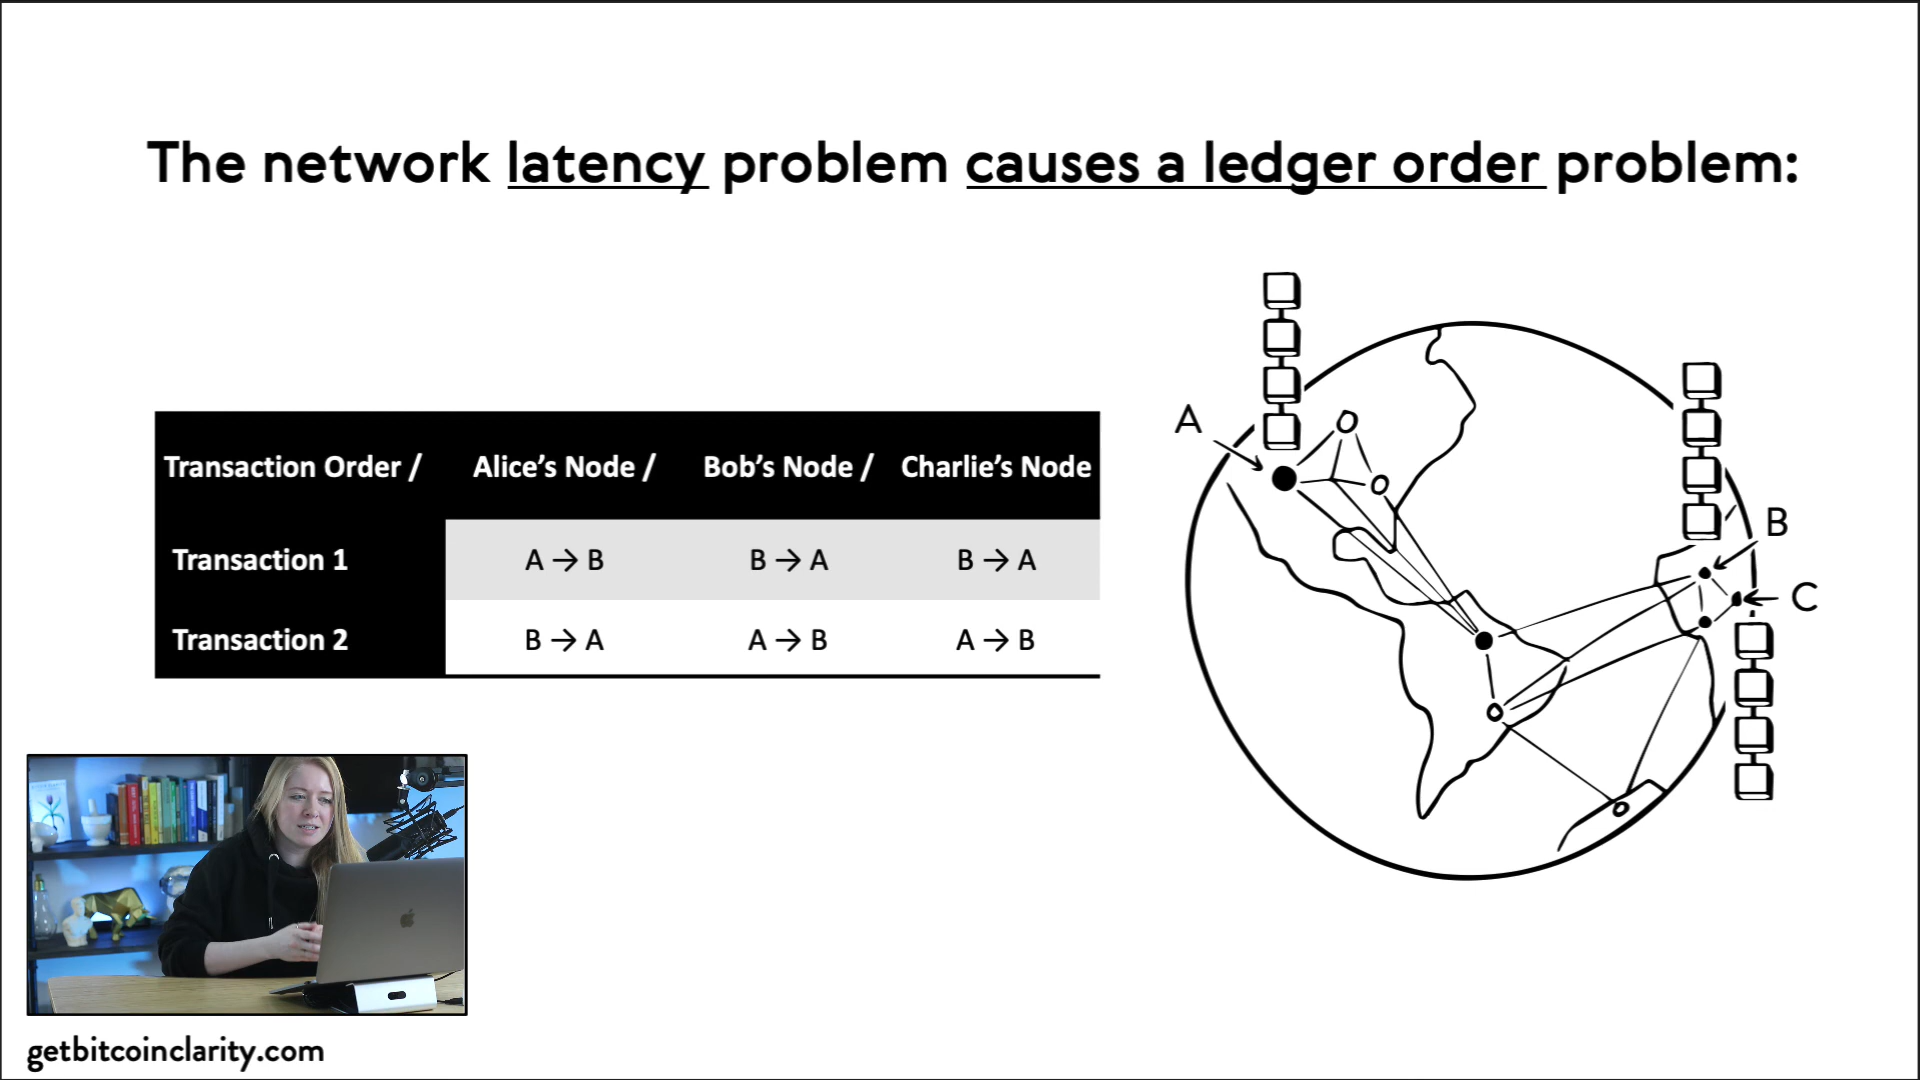 The network latency problem causes a ledger order problem:
Transaction Order / Alice's Node / Bob's Node / Charlie's Node
Transaction 1 A → B B → A B → A
Transaction 2 B → A A → B A → B
A
B
C
getbitcoinclarity.com